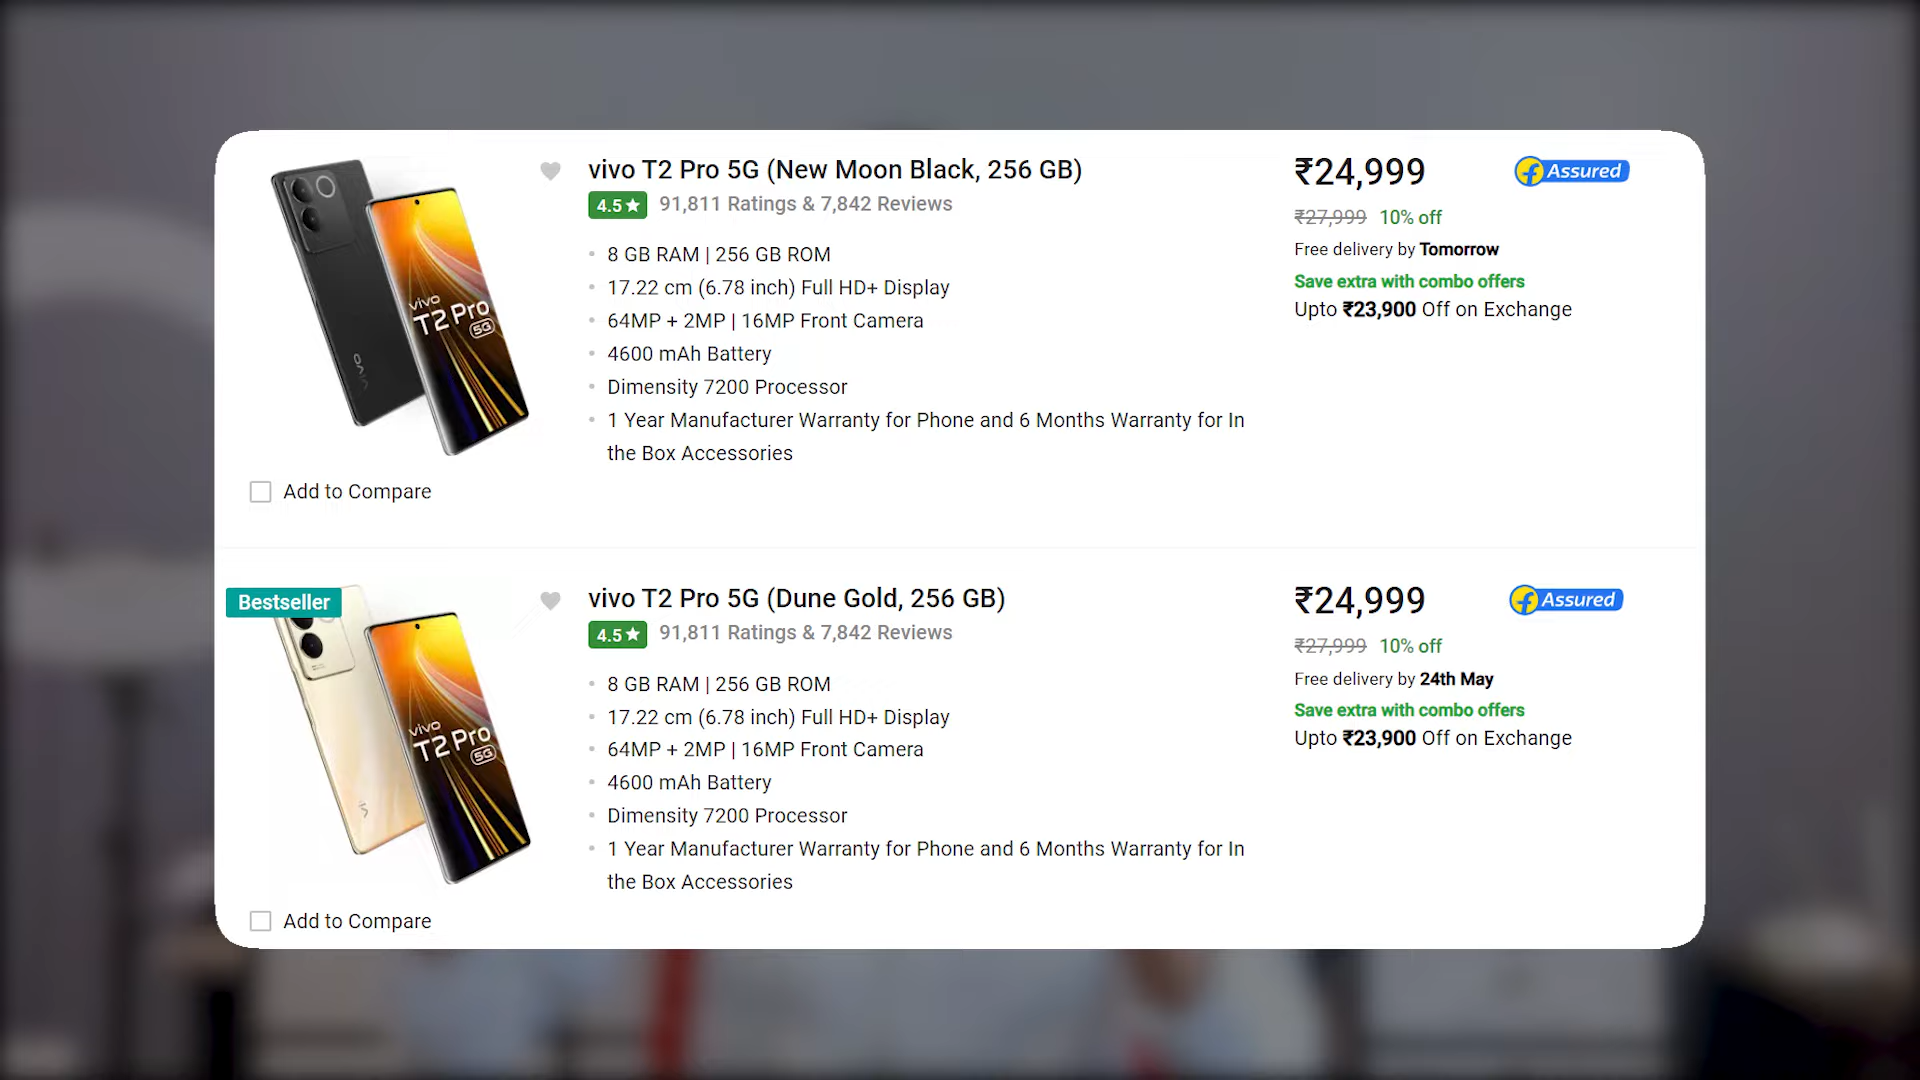 vivo T2 Pro 5G (New Moon Black, 256 GB)
4.5★ 91,811 Ratings & 7,842 Reviews
8 GB RAM | 256 GB ROM
17.22 cm (6.78 inch) Full HD+ Display
64MP + 2MP | 16MP Front Camera
4600 mAh Battery
Dimensity 7200 Processor
1 Year Manufacturer Warranty for Phone and 6 Months Warranty for In
the Box Accessories
₹24,999
Assured
₹27,999 10% off
Free delivery by Tomorrow
Save extra with combo offers
Upto ₹23,900 Off on Exchange
vivo
vivo
T2 Pro
5G
Add to Compare
Bestseller
vivo T2 Pro 5G (Dune Gold, 256 GB)
4.5★ 91,811 Ratings & 7,842 Reviews
8 GB RAM | 256 GB ROM
17.22 cm (6.78 inch) Full HD+ Display
64MP + 2MP | 16MP Front Camera
4600 mAh Battery
Dimensity 7200 Processor
1 Year Manufacturer Warranty for Phone and 6 Months Warranty for In
the Box Accessories
₹24,999
Assured
₹27,999 10% off
Free delivery by 24th May
Save extra with combo offers
Upto ₹23,900 Off on Exchange
vivo
T2 Pro
5G
Add to Compare